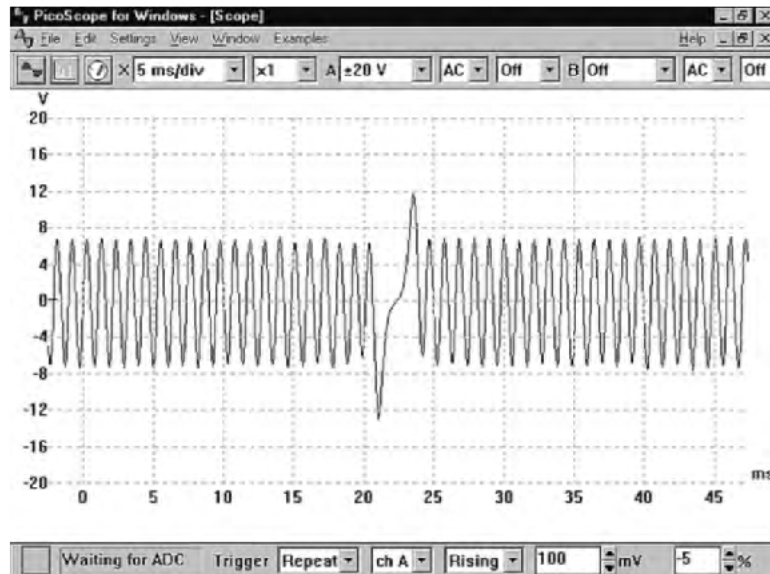 PicoScope for Windows - [Scope]
File Edit Settings View Window Examples Help
X 5 ms/div x1 A ±20 V AC Off B Off AC Off
V
20
16
12
8
4
0
-4
-8
-12
-16
-20
ms
0 5 10 15 20 25 30 35 40 45
Waiting for ADC Trigger Repeat ch A Rising 100 mV -5 %